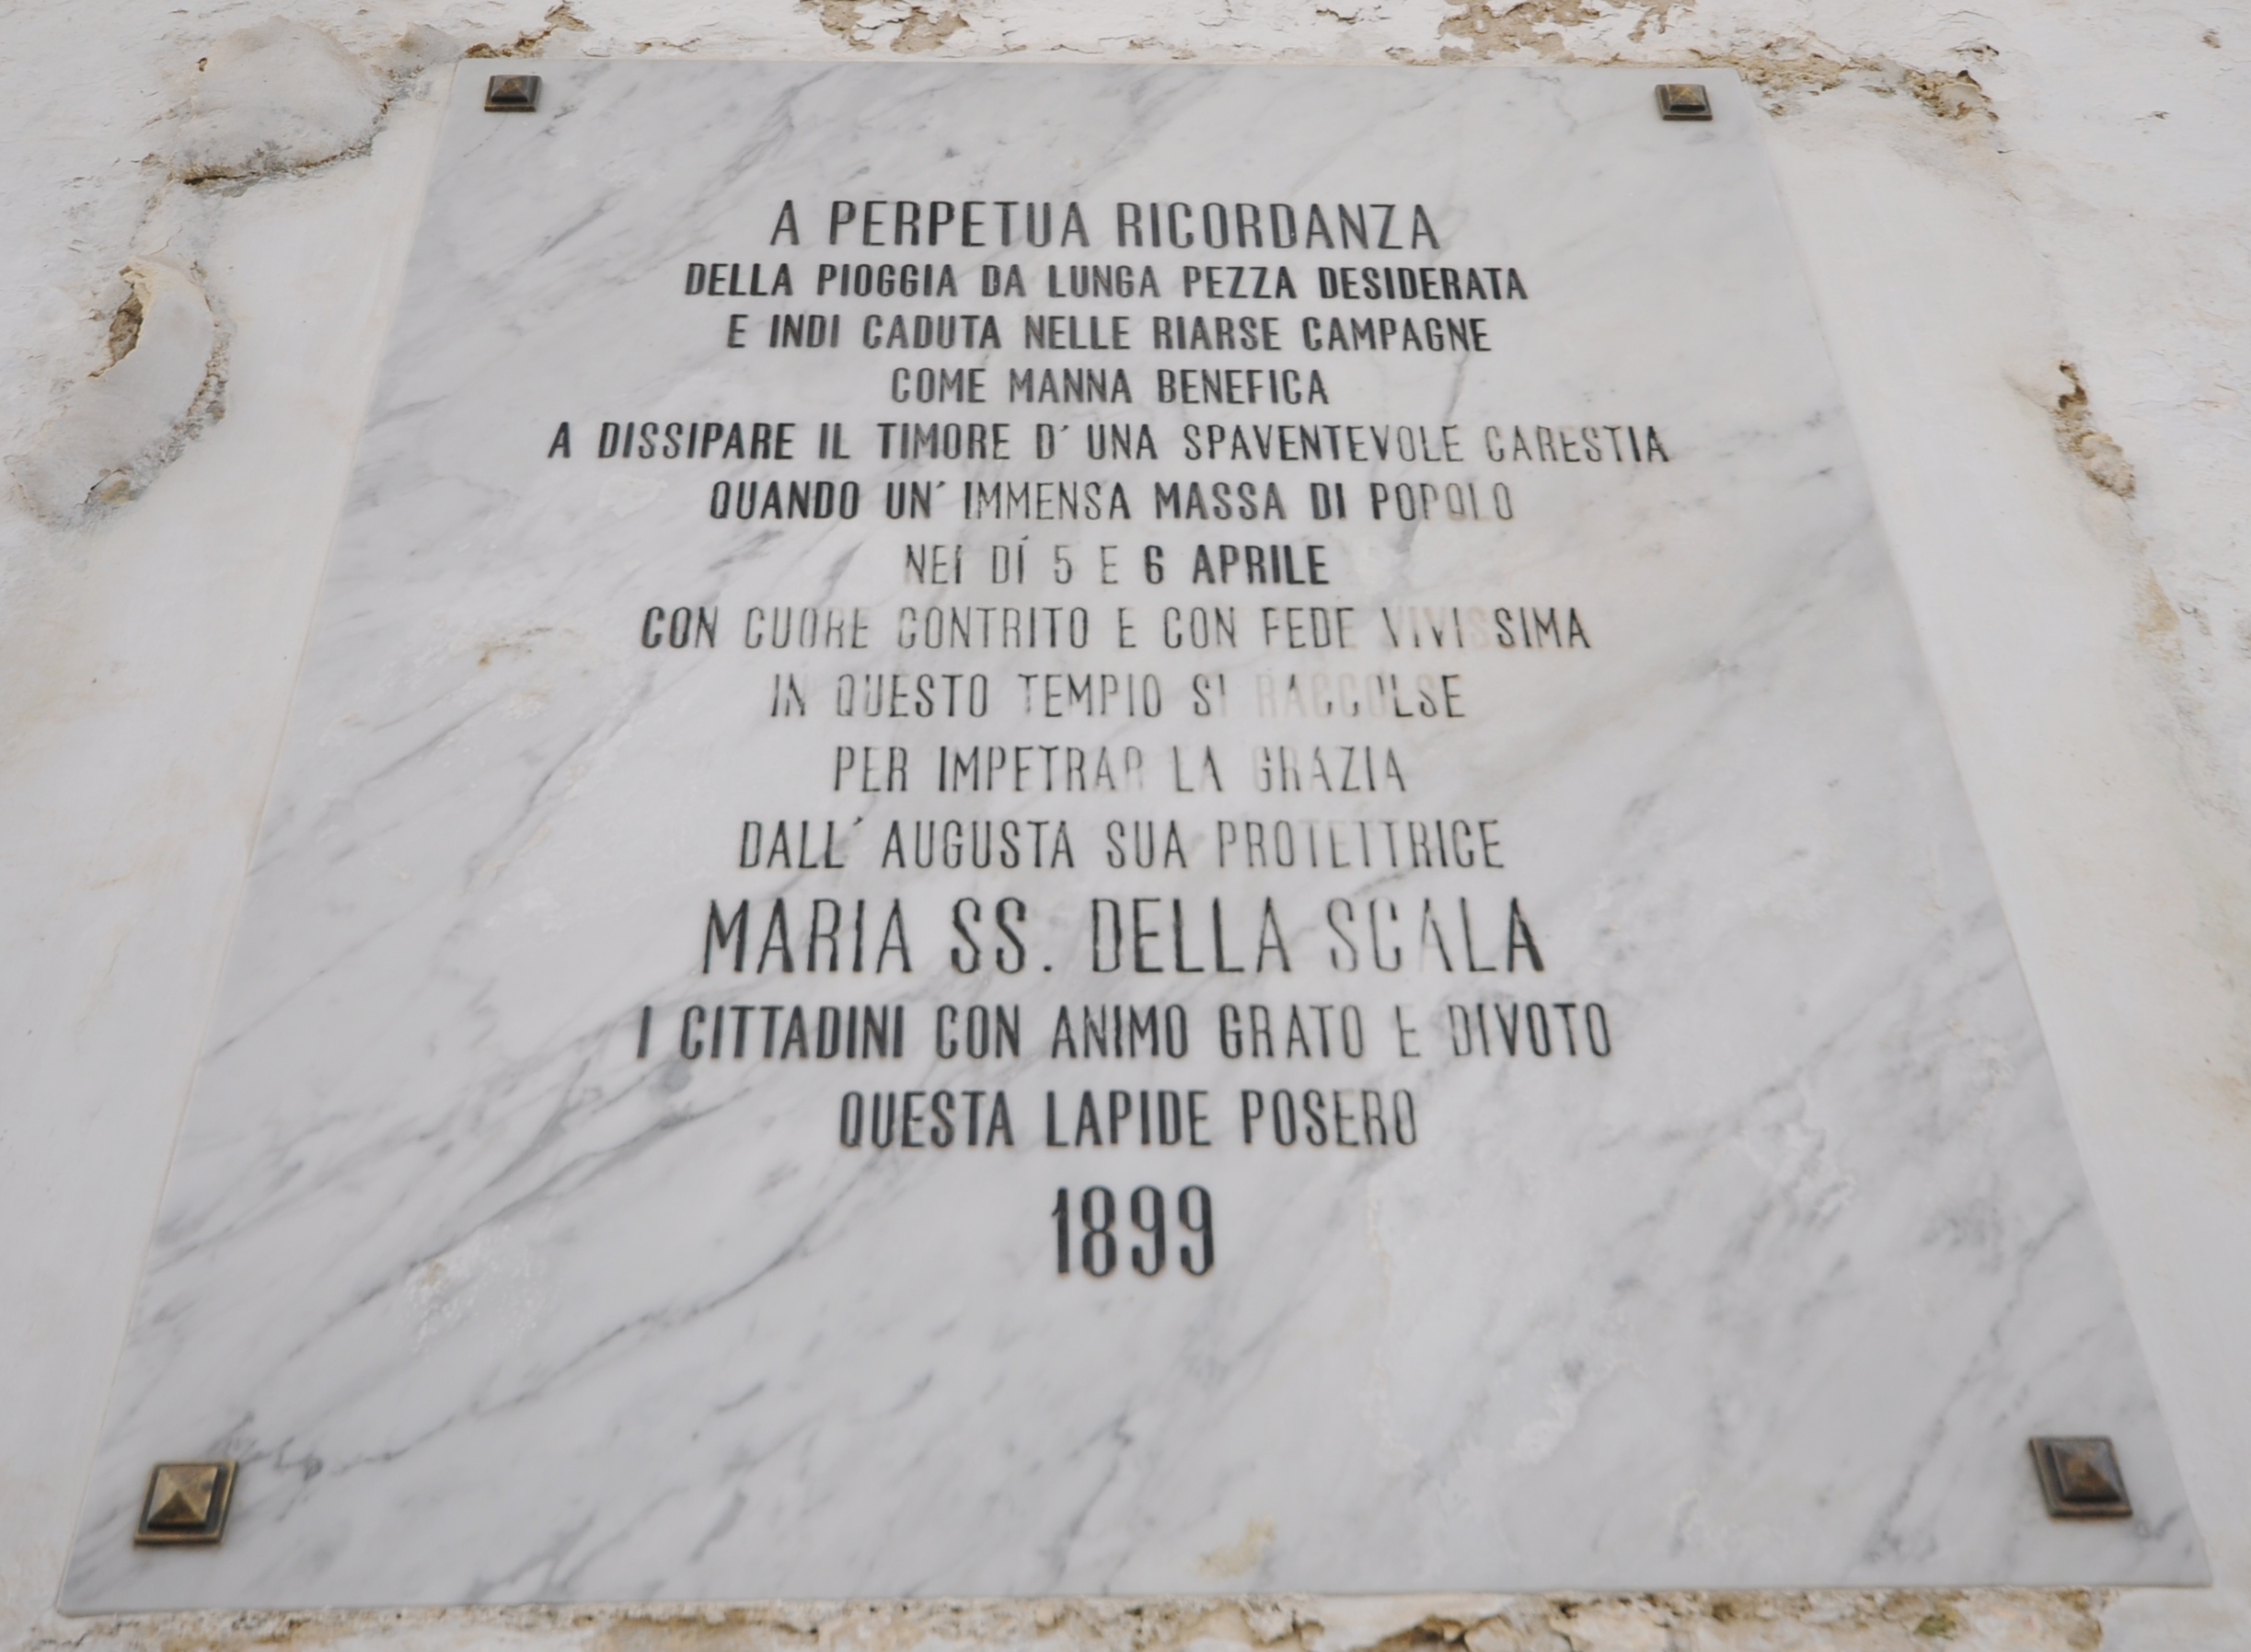 A PERPETUA RICORDANZA
DELLA PIOGGIA DA LUNGA PEZZA DESIDERATA
E INDI CADUTA NELLE RIARSE CAMPAGNE
COME MANNA BENEFICA
A DISSIPARE IL TIMORE D' UNA SPAVENTEVOLE CARESTIA
QUANDO UN' IMMENSA MASSA DI POPOLO
NEI DÍ 5 E 6 APRILE
CON CUORE CONTRITO E CON FEDE VIVISSIMA
IN QUESTO TEMPIO SI RACCOLSE
PER IMPETRAR LA GRAZIA
DALL' AUGUSTA SUA PROTETTRICE
MARIA SS. DELLA SCALA
I CITTADINI CON ANIMO GRATO E DIVOTO
QUESTA LAPIDE POSERO
1899